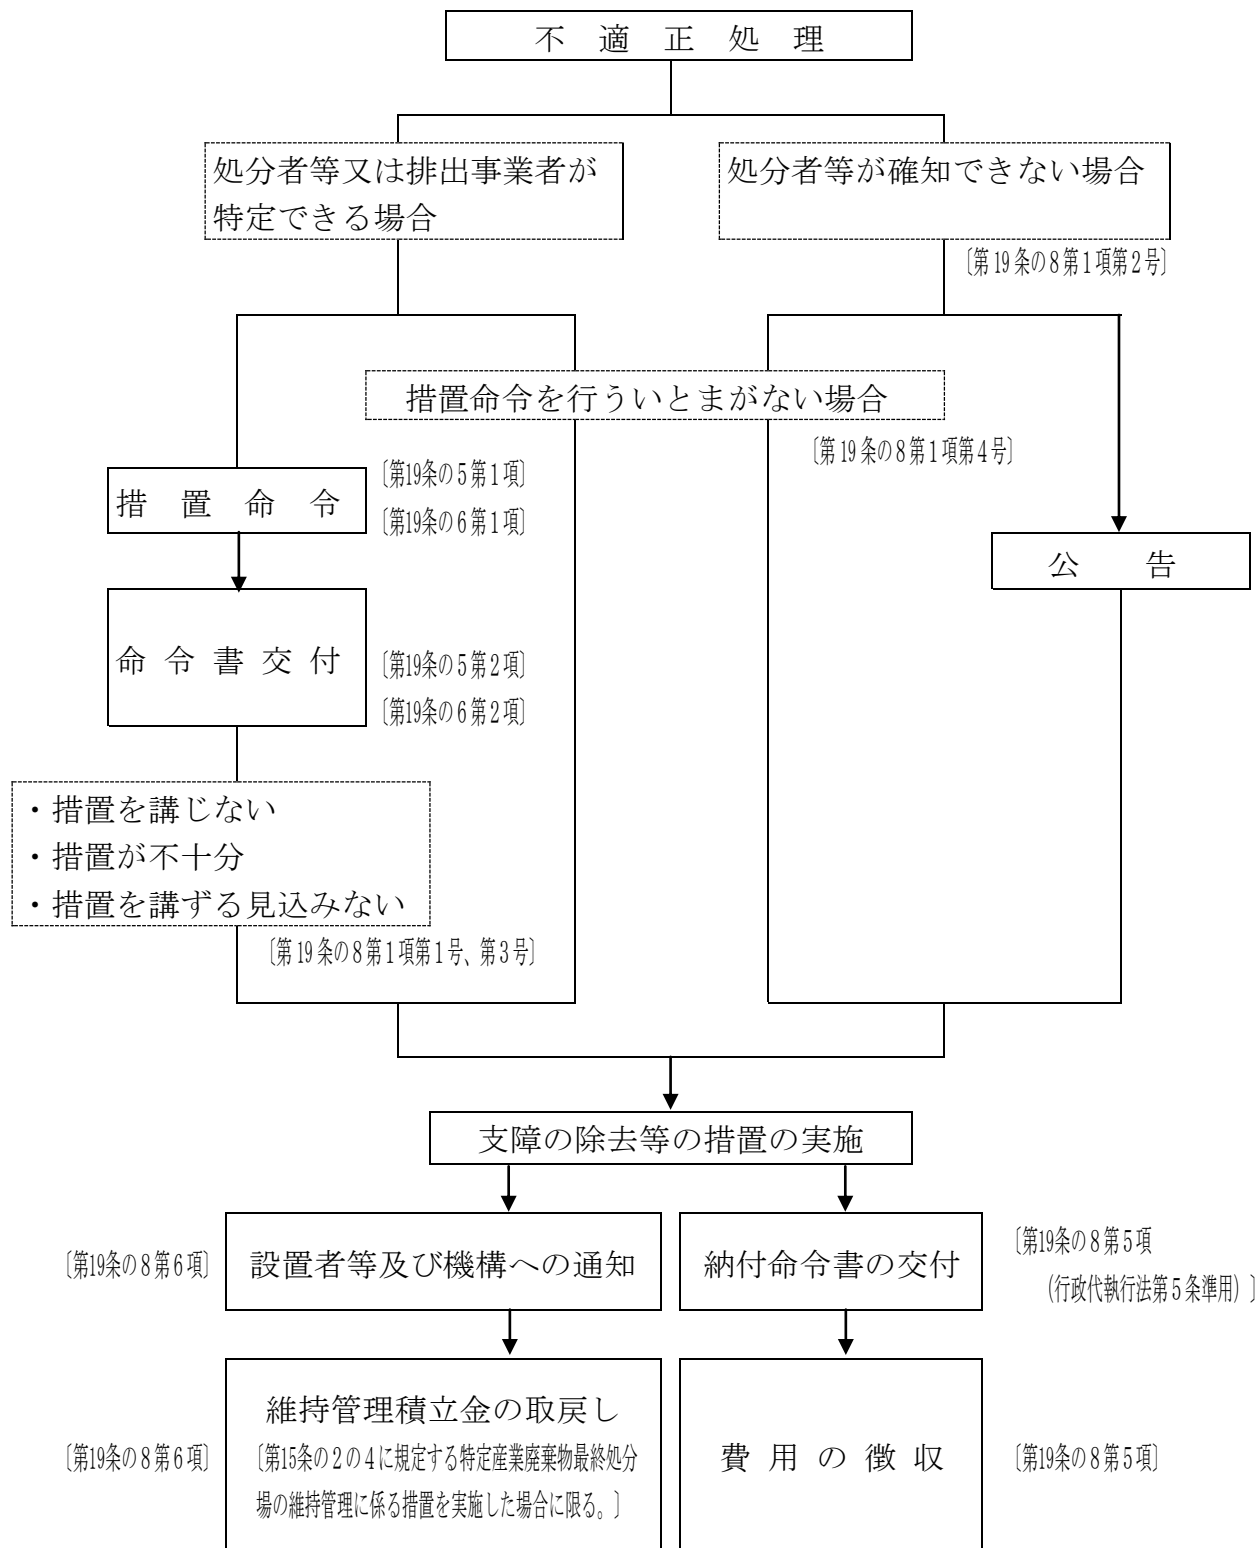 不適正処理
処分者等又は排出事業者が
特定できる場合
処分者等が確知できない場合
〔第19条の8第1項第2号〕
措置命令を行ういとまがない場合
〔第19条の8第1項第4号〕
措置命令
〔第19条の5第1項〕
〔第19条の6第1項〕
公告
命令書交付
〔第19条の5第2項〕
〔第19条の6第2項〕
・措置を講じない
・措置が不十分
・措置を講ずる見込みない
〔第19条の8第1項第1号、第3号〕
支障の除去等の措置の実施
〔第19条の8第6項〕
設置者等及び機構への通知
納付命令書の交付
〔第19条の8第5項
(行政代執行法第5条準用)〕
維持管理積立金の取戻し
〔第19条の8第6項〕
〔第15条の2の4に規定する特定産業廃棄物最終処分
場の維持管理に係る措置を実施した場合に限る。〕
費用の徴収
〔第19条の8第5項〕